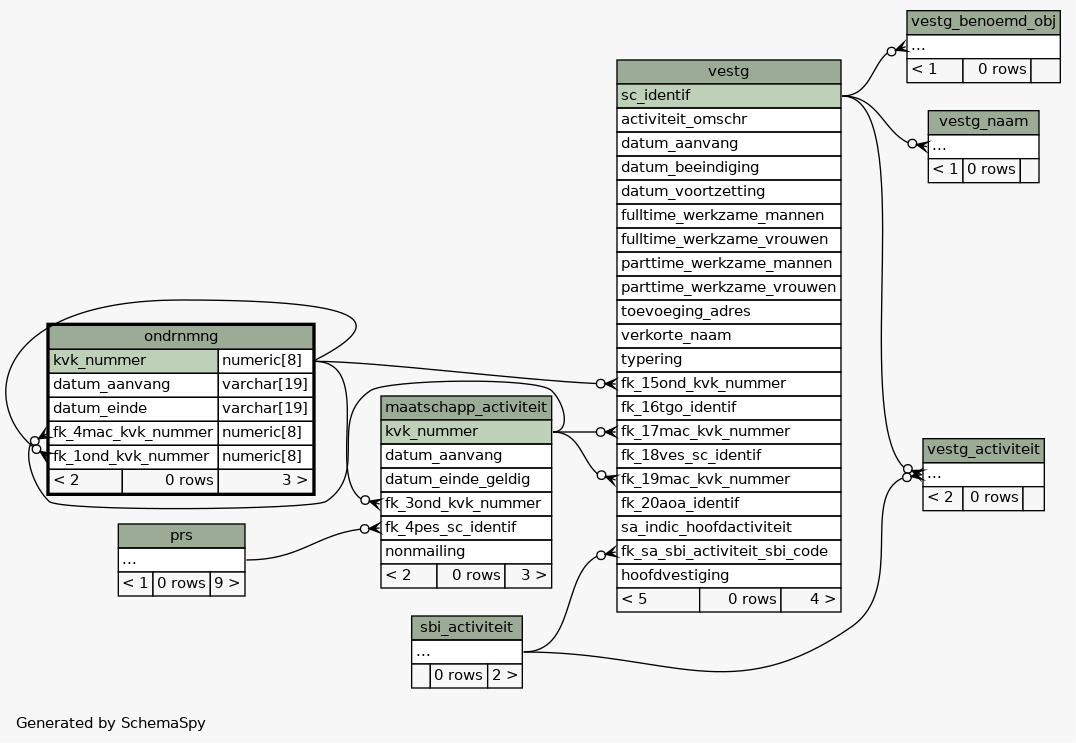 vestg_benoemd_obj
...
< 1 0 rows
vestg_naam
...
< 1 0 rows
vestg
sc_identif
activiteit_omschr
datum_aanvang
datum_beeindiging
datum_voortzetting
fulltime_werkzame_mannen
fulltime_werkzame_vrouwen
parttime_werkzame_mannen
parttime_werkzame_vrouwen
toevoeging_adres
verkorte_naam
typering
fk_15ond_kvk_nummer
fk_16tgo_identif
fk_17mac_kvk_nummer
fk_18ves_sc_identif
fk_19mac_kvk_nummer
fk_20aoa_identif
sa_indic_hoofdactiviteit
fk_sa_sbi_activiteit_sbi_code
hoofdvestiging
< 5 0 rows 4 >
ondrnmng
kvk_nummer numeric[8]
datum_aanvang varchar[19]
datum_einde varchar[19]
fk_4mac_kvk_nummer numeric[8]
fk_1ond_kvk_nummer numeric[8]
< 2 0 rows 3 >
maatschapp_activiteit
kvk_nummer
datum_aanvang
datum_einde_geldig
fk_3ond_kvk_nummer
fk_4pes_sc_identif
nonmailing
< 2 0 rows 3 >
vestg_activiteit
...
< 2 0 rows
prs
...
< 1 0 rows 9 >
sbi_activiteit
...
0 rows 2 >
Generated by SchemaSpy